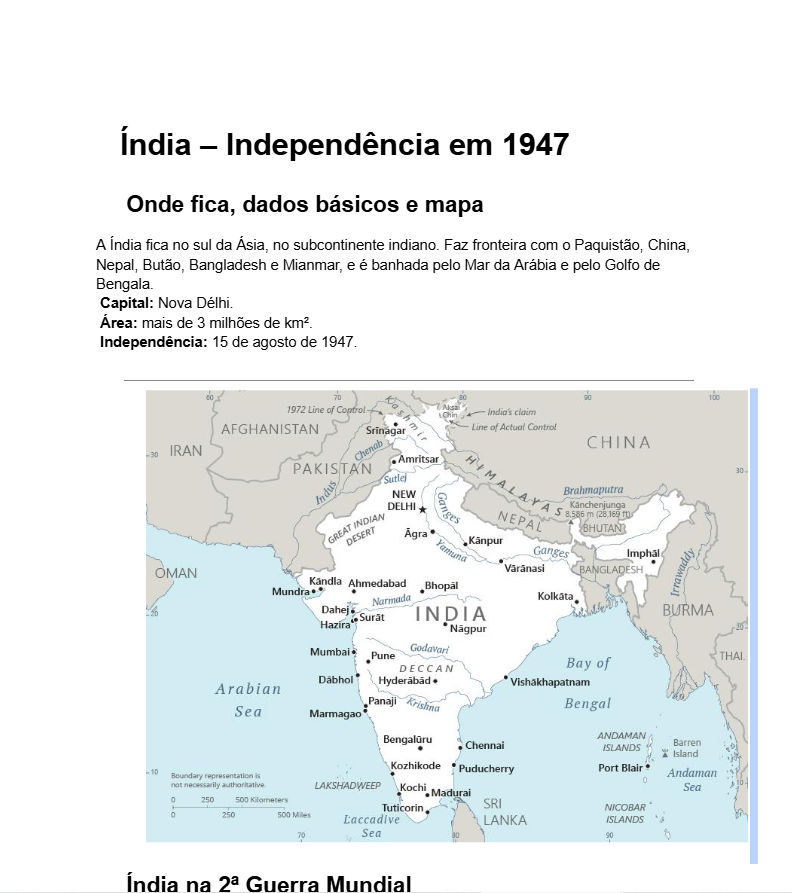 Índia – Independência em 1947
Onde fica, dados básicos e mapa
A Índia fica no sul da Ásia, no subcontinente indiano. Faz fronteira com o Paquistão, China,
Nepal, Butão, Bangladesh e Mianmar, e é banhada pelo Mar da Arábia e pelo Golfo de
Bengala.
Capital: Nova Délhi.
Área: mais de 3 milhões de km².
Independência: 15 de agosto de 1947.
60
70
80
90
100
1972 Line of Control
Kashmir
Aksai
Chin
India's claim
Line of Actual Control
AFGHANISTAN
Srīnagar
CHINA
IRAN
30
Chenab
Amritsar
30
PAKISTAN
Indus
Sutlej
HIMALAYAS
Brahmaputra
NEW
DELHI
Ganges
Kānchenjunga
8,586 m (28,169 ft)
NEPAL
BHUTAN
GREAT INDIAN
DESERT
Āgra
Yamuna
Kānpur
Ganges
Imphāl
Vārānasi
BANGLADESH
OMAN
Irrawaddy
Kāndla
Ahmedabad
Bhopāl
Mundra
Kolkāta
Narmada
BURMA
Dahej
INDIA
20
Surāt
Hazira
Nāgpur
20
Mumbai
Pune
Godavari
THAI.
DECCAN
Bay of
Bengal
Dābhol
Hyderābād
Vishākhapatnam
Arabian
Sea
Panaji
Krishna
Marmagao
Bengalūru
Chennai
ANDAMAN
ISLANDS
Barren
Island
Kozhikode
Puducherry
Port Blair
Andaman
Sea
10
Boundary representation is
not necessarily authoritative.
LAKSHADWEEP
Kochi
Madurai
10
0 250 500 Kilometers
0 250 500 Miles
Tuticorin
SRI
LANKA
NICOBAR
ISLANDS
Laccadive
Sea
70
80
90
Índia na 2ª Guerra Mundial